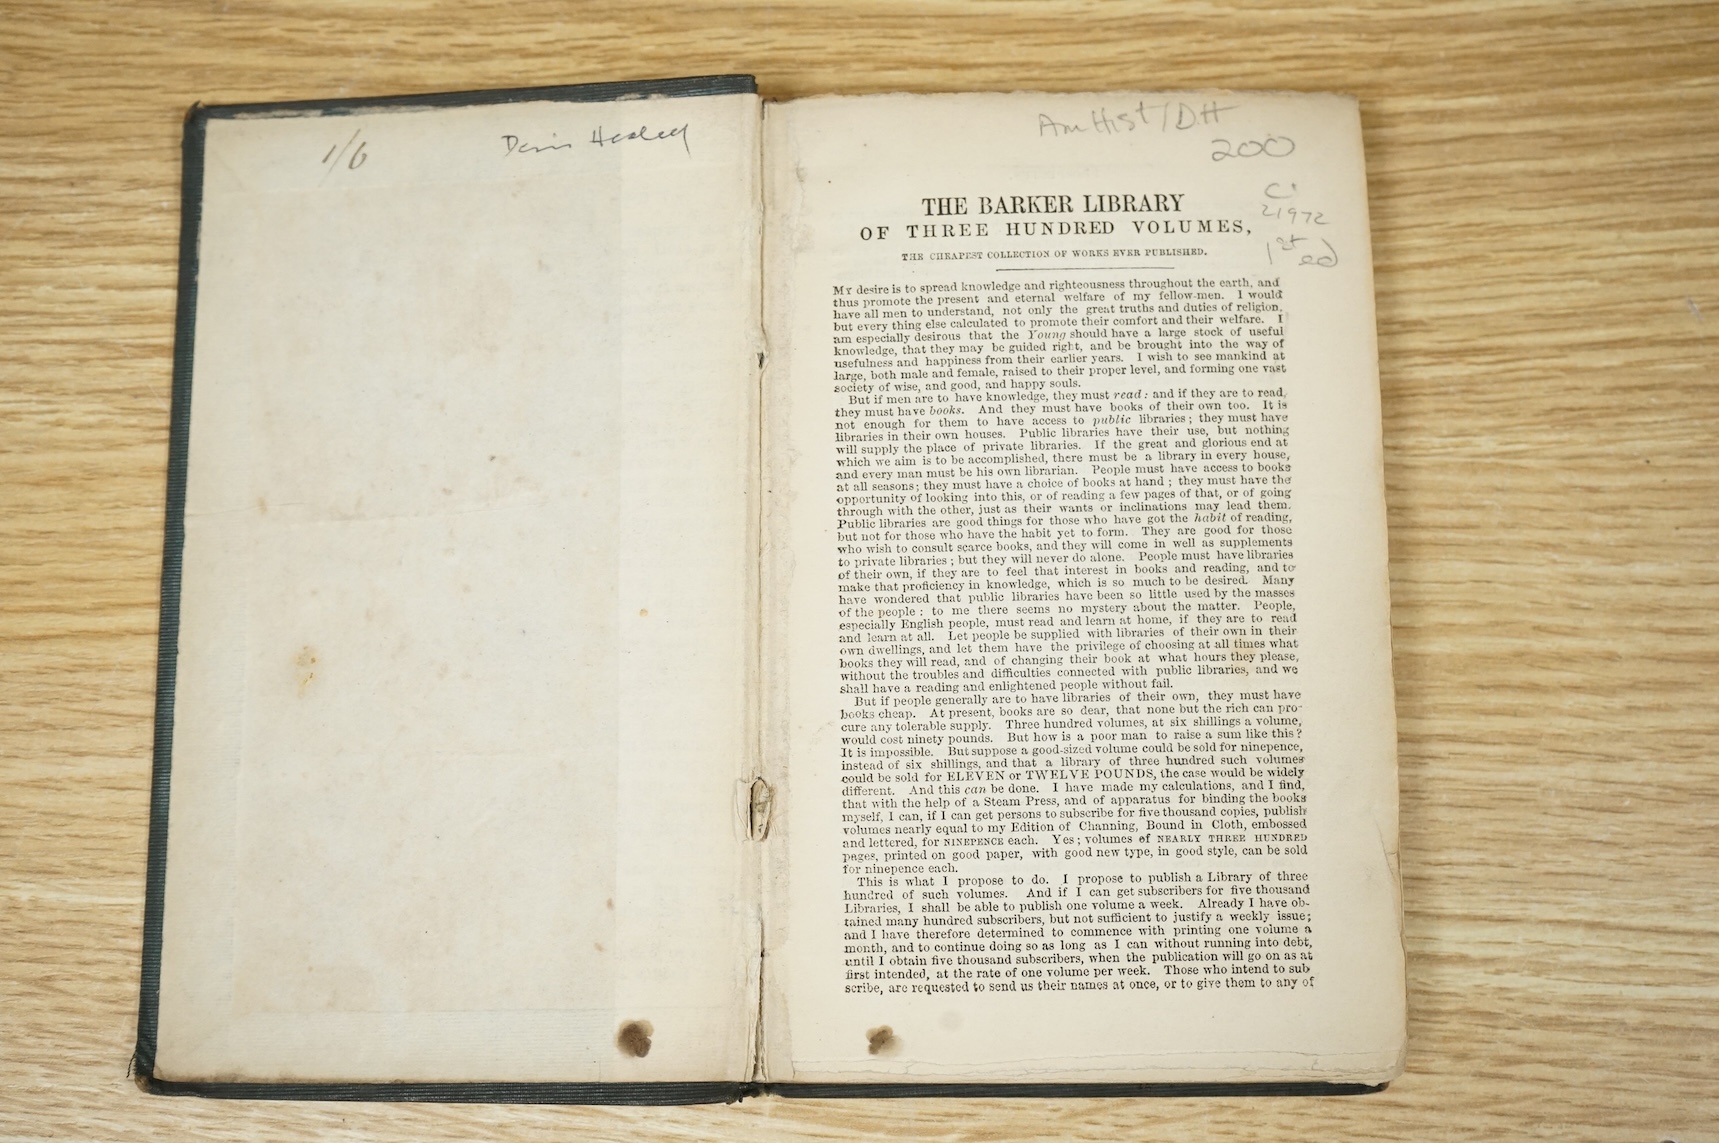 1/6
Denis Healey
Am Hist / DH
200
C.
21972
1st ed
THE BARKER LIBRARY
OF THREE HUNDRED VOLUMES,
THE CHEAPEST COLLECTION OF WORKS EVER PUBLISHED.
MY desire is to spread knowledge and righteousness throughout the earth, and
thus promote the present and eternal welfare of my fellow-men. I would
have all men to understand, not only the great truths and duties of religion,
but every thing else calculated to promote their comfort and their welfare. I
am especially desirous that the Young should have a large stock of useful
knowledge, that they may be guided right, and be brought into the way of
usefulness and happiness from their earlier years. I wish to see mankind at
large, both male and female, raised to their proper level, and forming one vast
society of wise, and good, and happy souls.
But if men are to have knowledge, they must read: and if they are to read,
they must have books. And they must have books of their own too. It is
not enough for them to have access to public libraries; they must have
libraries in their own houses. Public libraries have their use, but nothing
will supply the place of private libraries. If the great and glorious end at
which we aim is to be accomplished, there must be a library in every house,
and every man must be his own librarian. People must have access to books
at all seasons; they must have a choice of books at hand; they must have the
opportunity of looking into this, or of reading a few pages of that, or of going
through with the other, just as their wants or inclinations may lead them.
Public libraries are good things for those who have got the habit of reading,
but not for those who have the habit yet to form. They are good for those
who wish to consult scarce books, and they will come in well as supplements
to private libraries; but they will never do alone. People must have libraries
of their own, if they are to feel that interest in books and reading, and to
make that proficiency in knowledge, which is so much to be desired. Many
have wondered that public libraries have been so little used by the masses
of the people: to me there seems no mystery about the matter. People,
especially English people, must read and learn at home, if they are to read
and learn at all. Let people be supplied with libraries of their own in their
own dwellings, and let them have the privilege of choosing at all times what
books they will read, and of changing their book at what hours they please,
without the troubles and difficulties connected with public libraries, and we
shall have a reading and enlightened people without fail.
But if people generally are to have libraries of their own, they must have
books cheap. At present, books are so dear, that none but the rich can pro-
cure any tolerable supply. Three hundred volumes, at six shillings a volume,
would cost ninety pounds. But how is a poor man to raise a sum like this?
It is impossible. But suppose a good-sized volume could be sold for ninepence,
instead of six shillings, and that a library of three hundred such volumes
could be sold for ELEVEN or TWELVE POUNDS, the case would be widely
different. And this can be done. I have made my calculations, and I find,
that with the help of a Steam Press, and of apparatus for binding the books
myself, I can, if I can get persons to subscribe for five thousand copies, publish
volumes nearly equal to my Edition of Channing, Bound in Cloth, embossed
and lettered, for NINEPENCE each. Yes; volumes of NEARLY THREE HUNDRED
pages, printed on good paper, with good new type, in good style, can be sold
for ninepence each.
This is what I propose to do. I propose to publish a Library of three
hundred of such volumes. And if I can get subscribers for five thousand
Libraries, I shall be able to publish one volume a week. Already I have ob-
tained many hundred subscribers, but not sufficient to justify a weekly issue;
and I have therefore determined to commence with printing one volume a
month, and to continue doing so as long as I can without running into debt,
until I obtain five thousand subscribers, when the publication will go on as at
first intended, at the rate of one volume per week. Those who intend to sub
scribe, are requested to send us their names at once, or to give them to any of